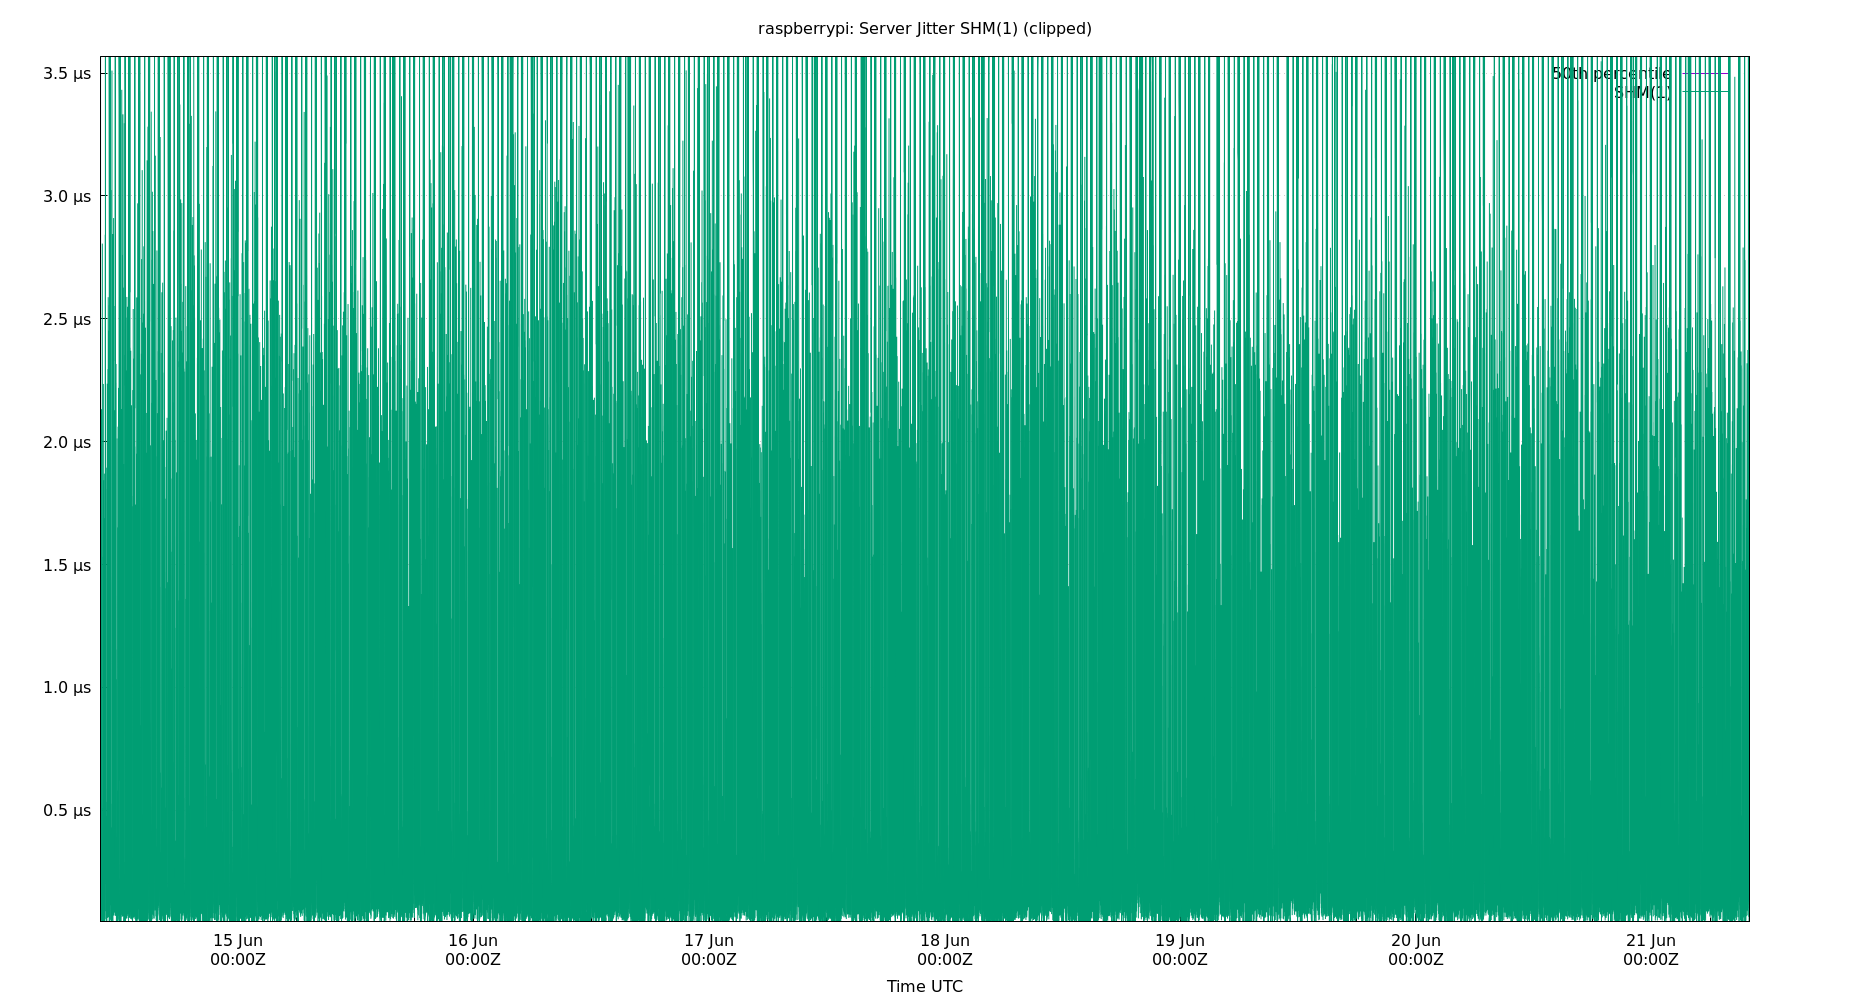 raspberrypi: Server Jitter SHM(1) (clipped)
3.5 µs
3.0 µs
2.5 µs
2.0 µs
1.5 µs
1.0 µs
0.5 µs
50th percentile
SHM(1)
15 Jun 16 Jun 17 Jun 18 Jun 19 Jun 20 Jun 21 Jun
00:00Z 00:00Z 00:00Z 00:00Z 00:00Z 00:00Z 00:00Z
Time UTC